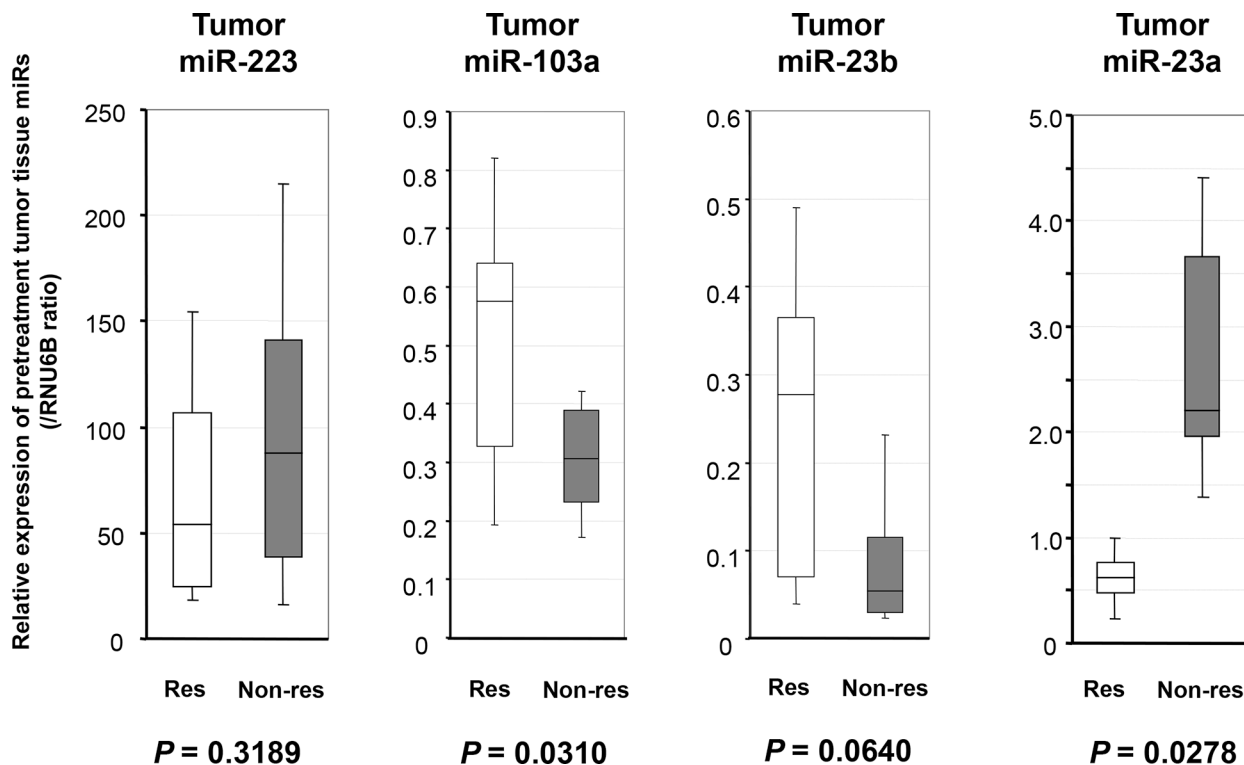 Relative expression of pretreatment tumor tissue miRs
(/RNU6B ratio)
Tumor
miR-223
250
200
150
100
50
0
Res Non-res
P = 0.3189
Tumor
miR-103a
0.9
0.8
0.7
0.6
0.5
0.4
0.3
0.2
0.1
0
Res Non-res
P = 0.0310
Tumor
miR-23b
0.6
0.5
0.4
0.3
0.2
0.1
0
Res Non-res
P = 0.0640
Tumor
miR-23a
5.0
4.0
3.0
2.0
1.0
0
Res Non-res
P = 0.0278